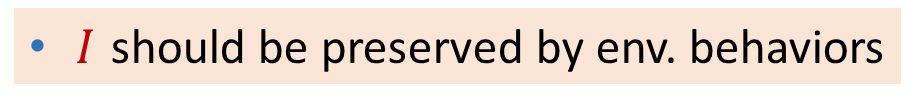 • I should be preserved by env. behaviors